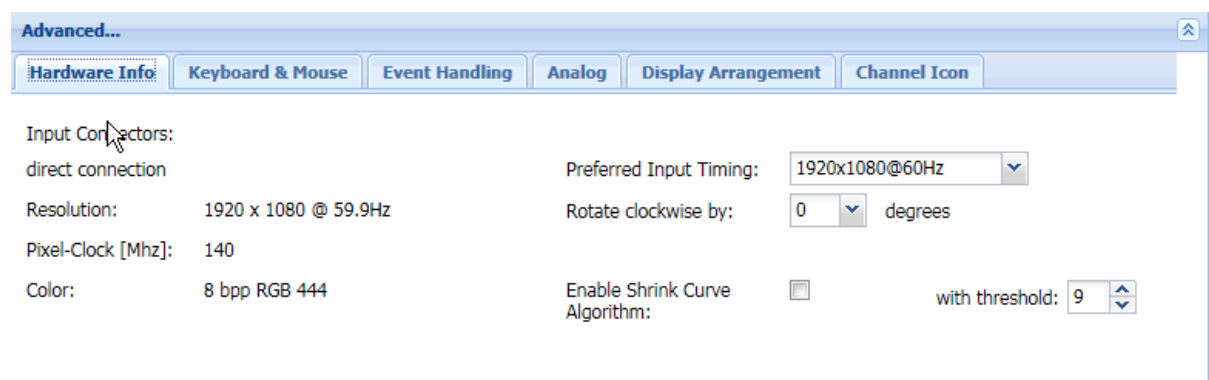 Advanced...
Hardware Info Keyboard & Mouse Event Handling Analog Display Arrangement Channel Icon
Input Connectors:
direct connection Preferred Input Timing: 1920x1080@60Hz
Resolution: 1920 x 1080 @ 59.9Hz Rotate clockwise by: 0 degrees
Pixel-Clock [Mhz]: 140
Color: 8 bpp RGB 444 Enable Shrink Curve with threshold: 9
Algorithm: